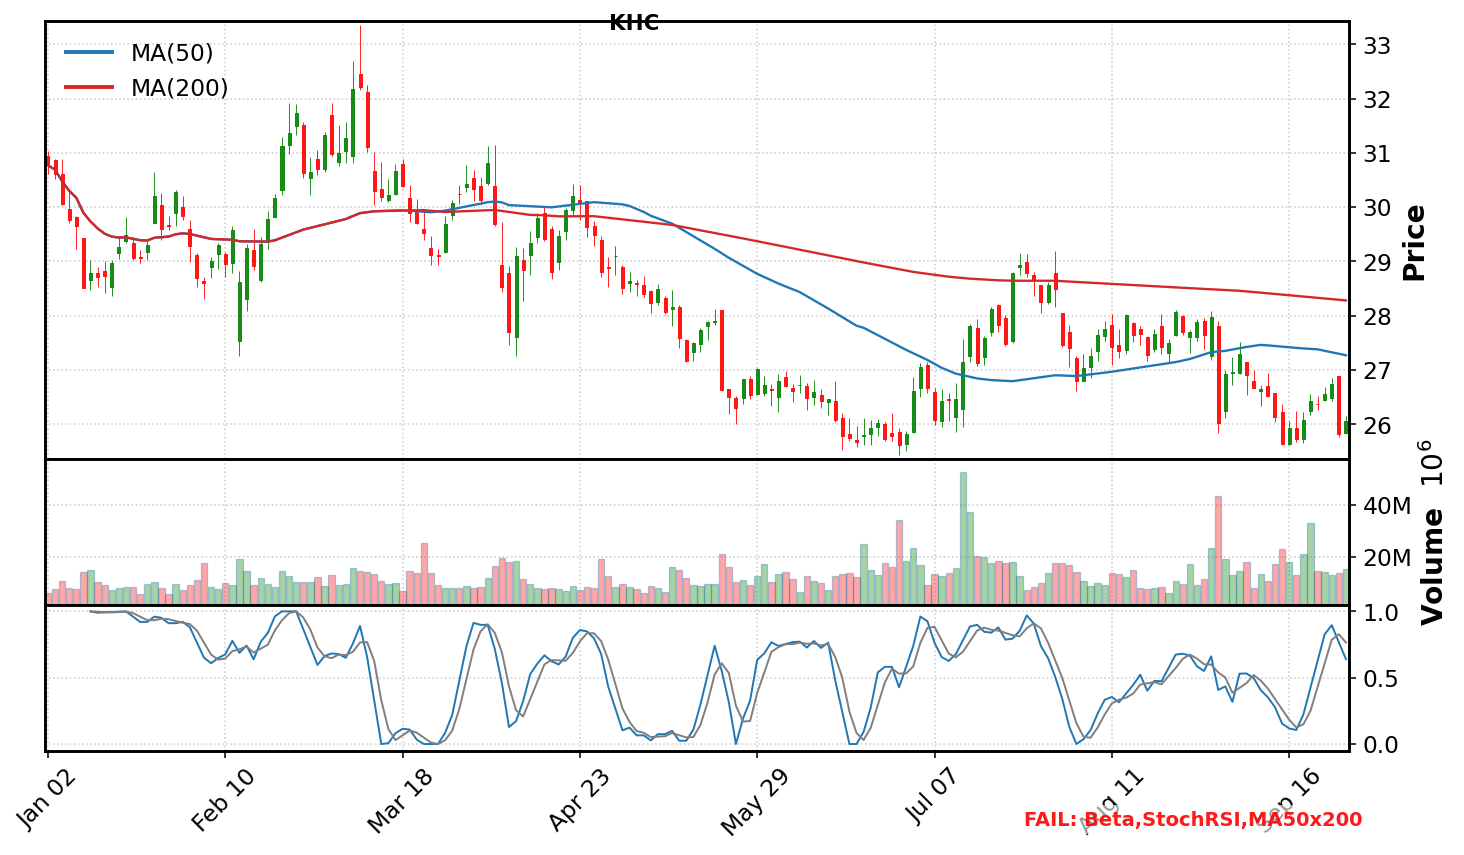 KHC
MA(50)
MA(200)
33
32
31
30
29
28
27
26
Price
40M
20M
Volume 10^6
1.0
0.5
0.0
Jan 02
Feb 10
Mar 18
Apr 23
May 29
Jul 07
Aug 11
Sep 16
FAIL: Beta,StochRSI,MA50x200